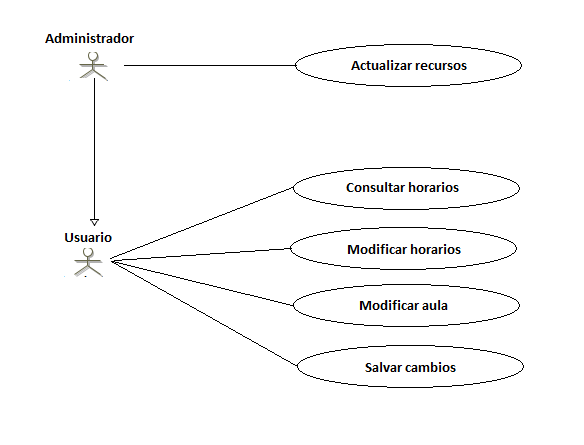 Administrador
Actualizar recursos
Consultar horarios
Usuario
Modificar horarios
Modificar aula
Salvar cambios